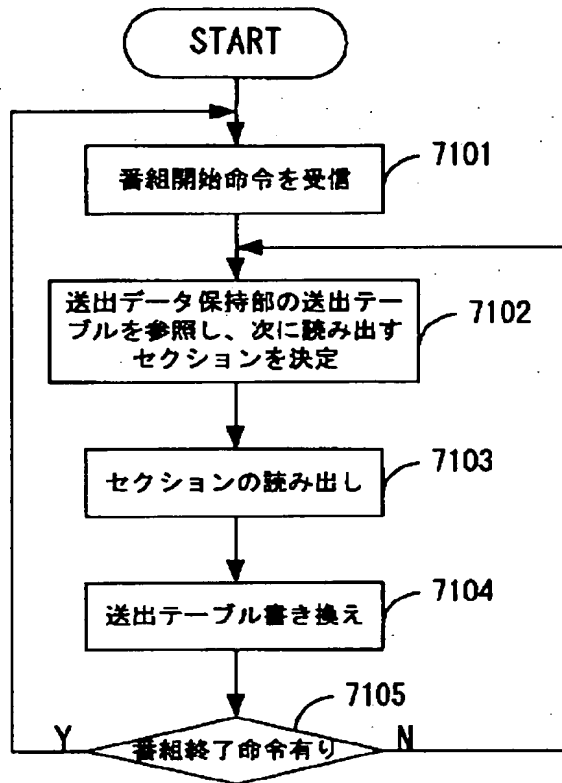 START
番組開始命令を受信
7101
送出データ保持部の送出テー
ブルを参照し、次に読み出す
セクションを決定
7102
セクションの読み出し
7103
送出テーブル書き換え
7104
7105
Y
番組終了命令有り
N